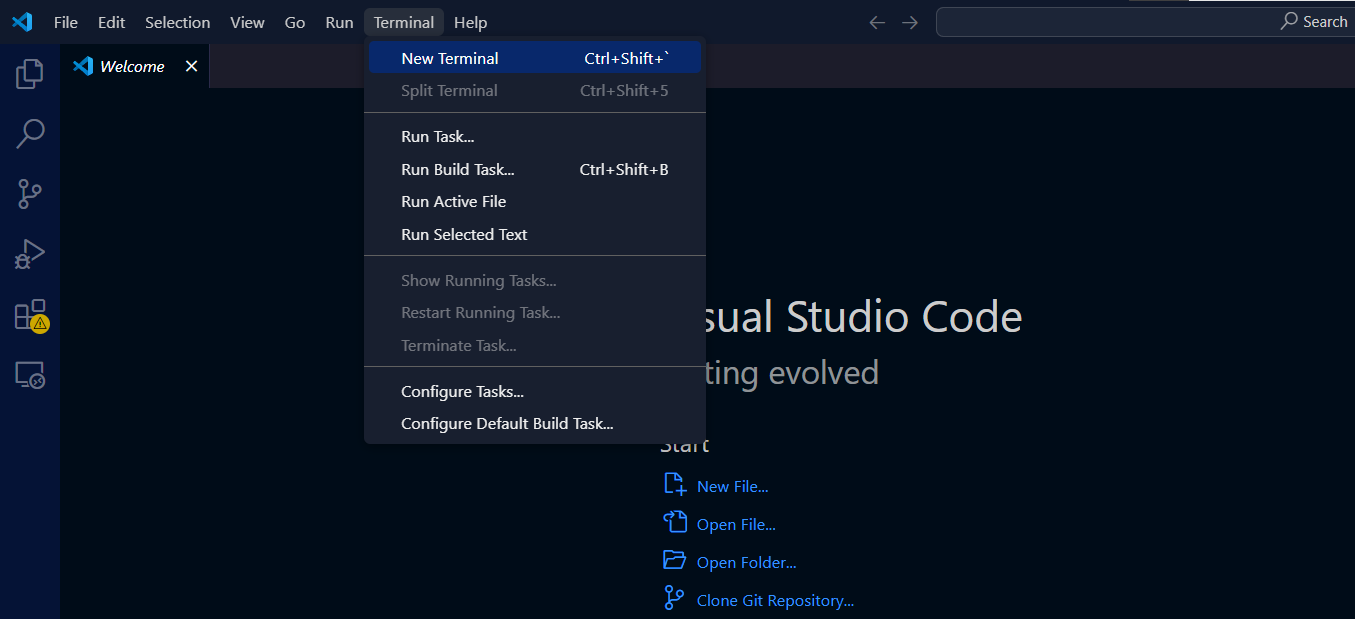 File Edit Selection View Go Run Terminal Help Search
Welcome
New Terminal Ctrl+Shift+`
Split Terminal Ctrl+Shift+5
Run Task...
Run Build Task... Ctrl+Shift+B
Run Active File
Run Selected Text
Show Running Tasks...
Restart Running Task...
Terminate Task...
Configure Tasks...
Configure Default Build Task...
sual Studio Code
ting evolved
Start
New File...
Open File...
Open Folder...
Clone Git Repository...